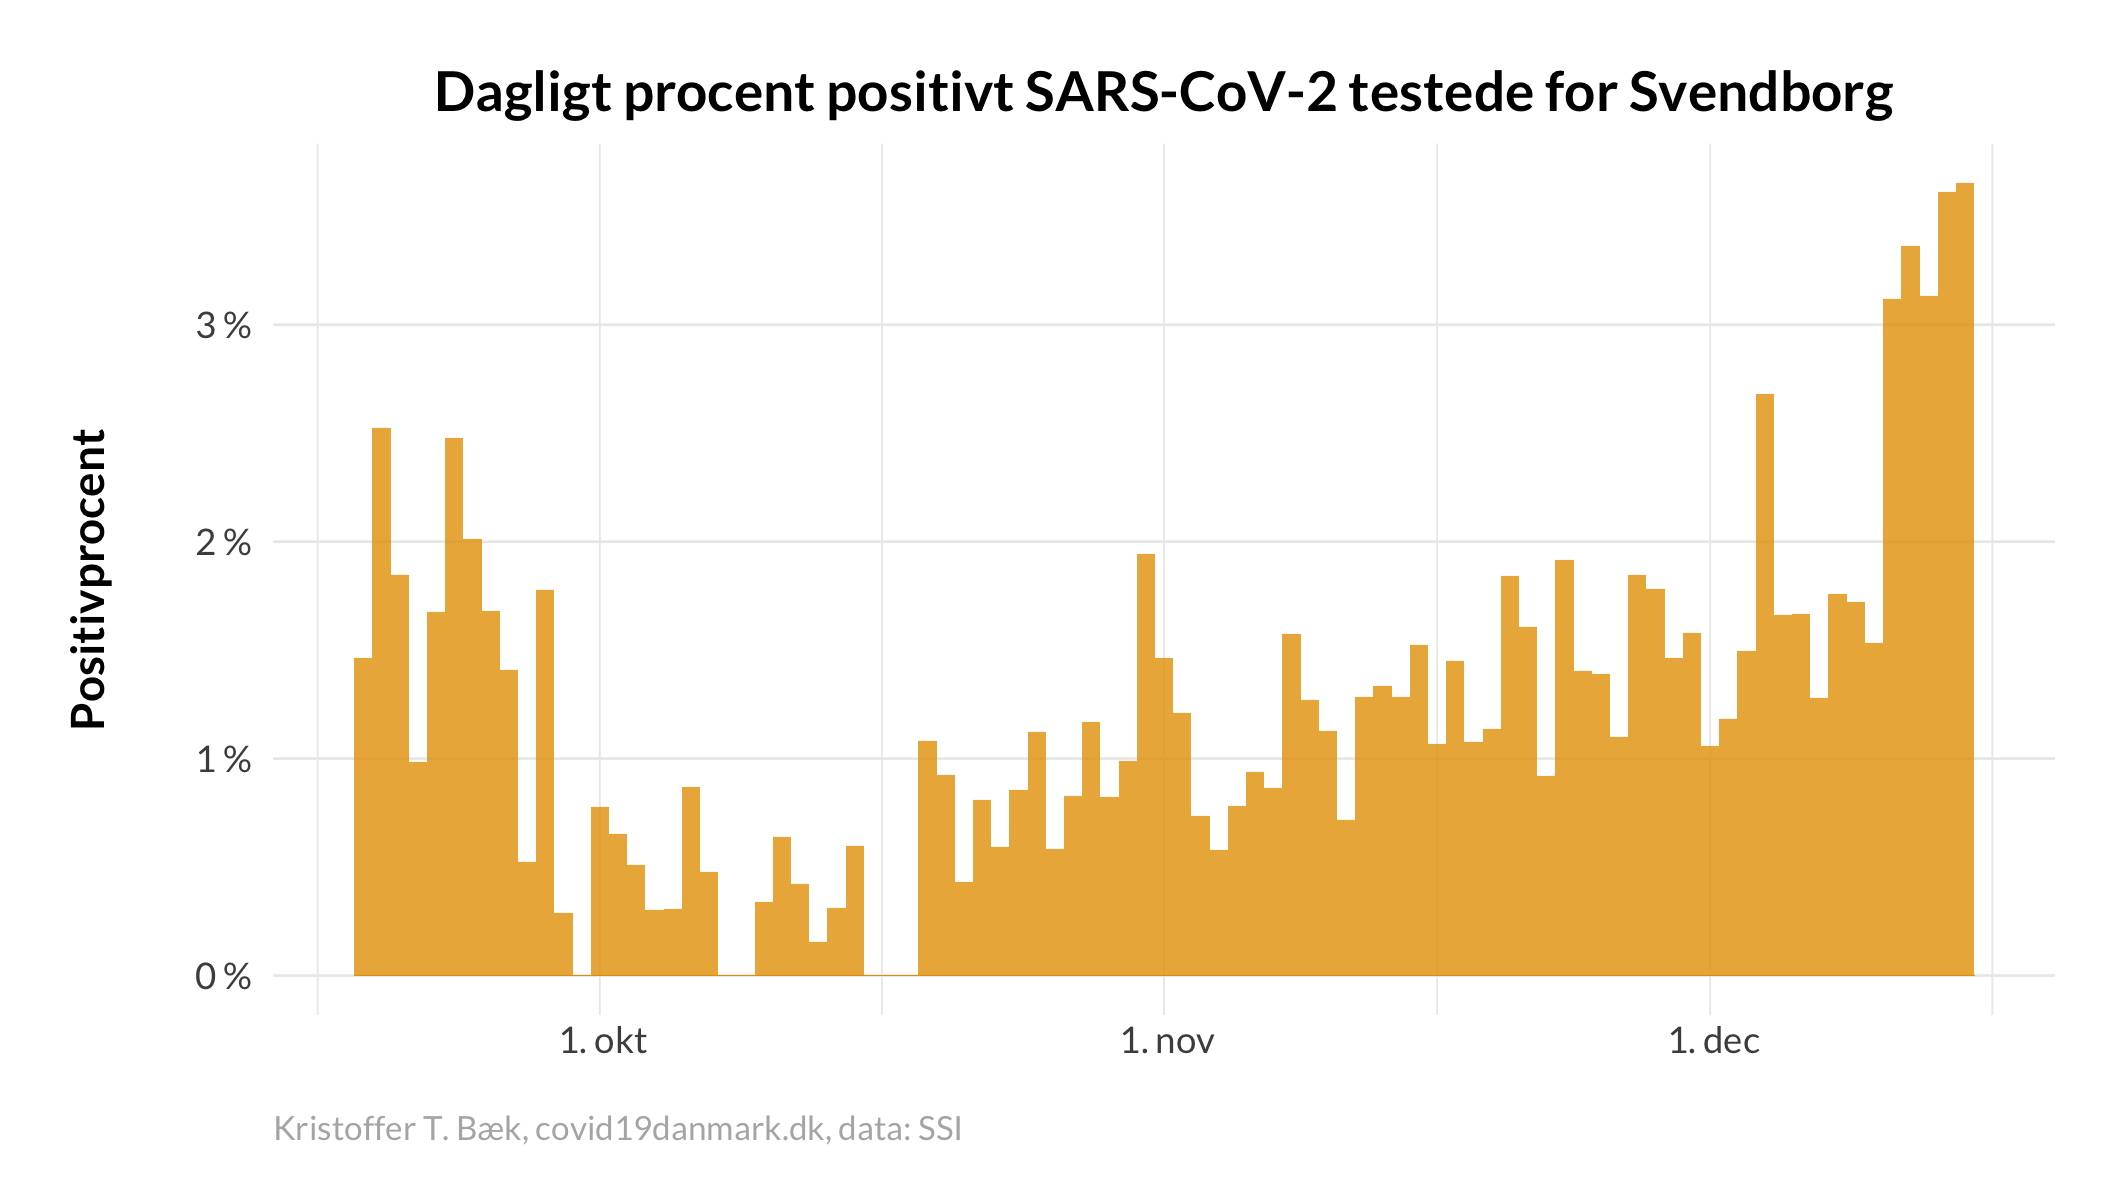 Dagligt procent positivt SARS-CoV-2 testede for Svendborg
Positivprocent
3 %
2 %
1 %
0 %
1. okt
1. nov
1. dec
Kristoffer T. Bæk, covid19danmark.dk, data: SSI